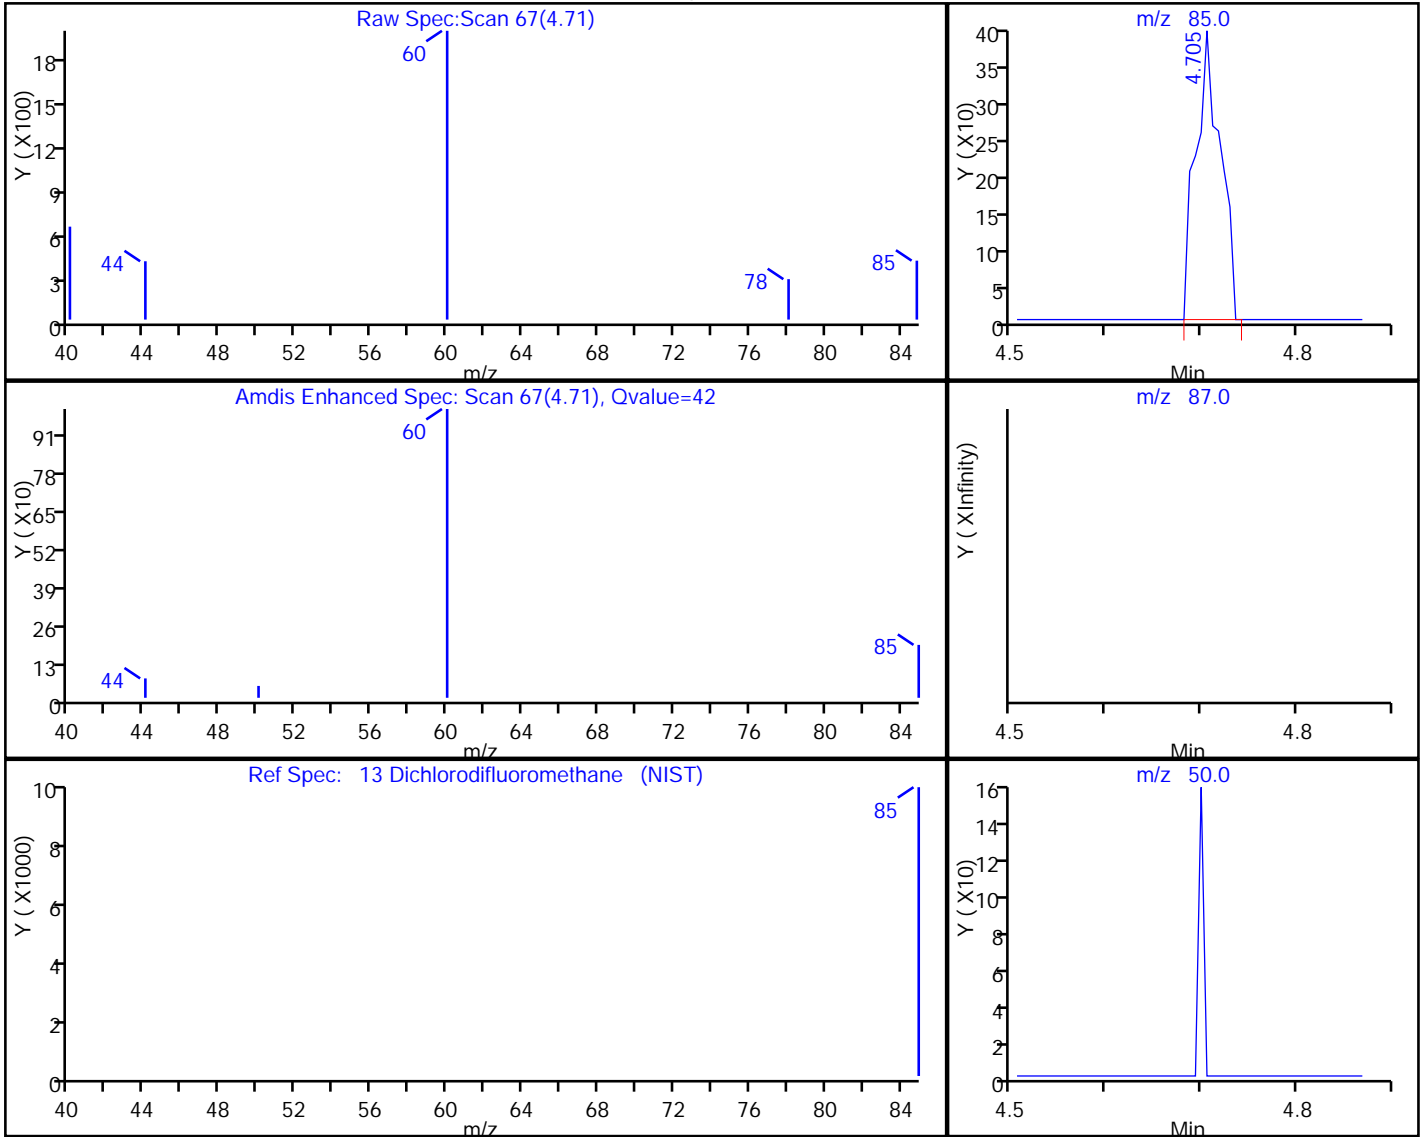 Raw Spec:Scan 67(4.71)
Y ( X100)
18
15
12
9
6
3
0
60
44
78
85
40 44 48 52 56 60 64 68 72 76 80 84
m/z
m/z 85.0
Y ( X10)
40
35
30
25
20
15
10
5
0
4.705
4.5 4.8
Min
Amdis Enhanced Spec: Scan 67(4.71), Qvalue=42
Y ( X10)
91
78
65
52
39
26
13
0
60
44
85
40 44 48 52 56 60 64 68 72 76 80 84
m/z
m/z 87.0
Y ( XInfinity)
4.5 4.8
Min
Ref Spec: 13 Dichlorodifluoromethane (NIST)
Y ( X1000)
10
8
6
4
2
0
85
40 44 48 52 56 60 64 68 72 76 80 84
m/z
m/z 50.0
Y ( X10)
16
14
12
10
8
6
4
2
0
4.5 4.8
Min